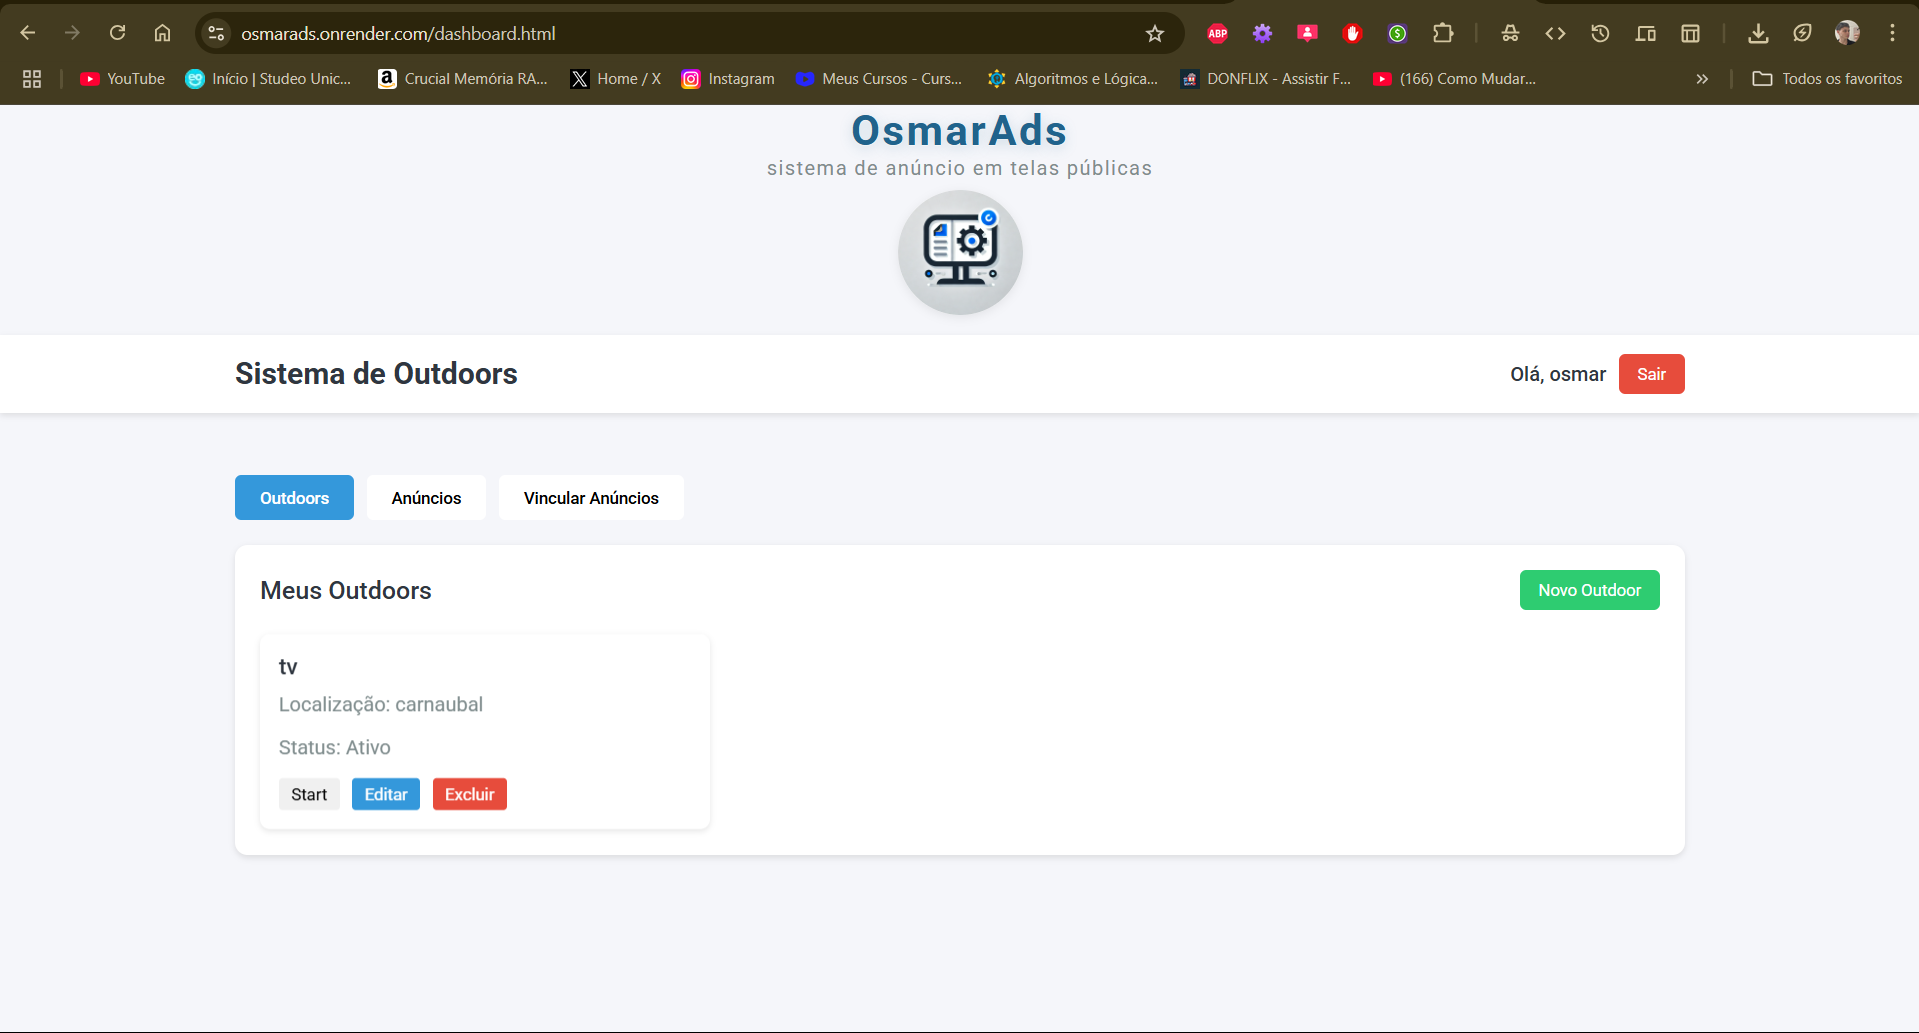 osmarads.onrender.com/dashboard.html
ABP
YouTube
Início | Studeo Unic...
Crucial Memória RA...
Home / X
Instagram
Meus Cursos - Curs...
Algoritmos e Lógica...
DONFLIX - Assistir F...
(166) Como Mudar...
Todos os favoritos
OsmarAds
sistema de anúncio em telas públicas
Sistema de Outdoors
Olá, osmar
Sair
Outdoors
Anúncios
Vincular Anúncios
Meus Outdoors
Novo Outdoor
tv
Localização: carnaubal
Status: Ativo
Start
Editar
Excluir